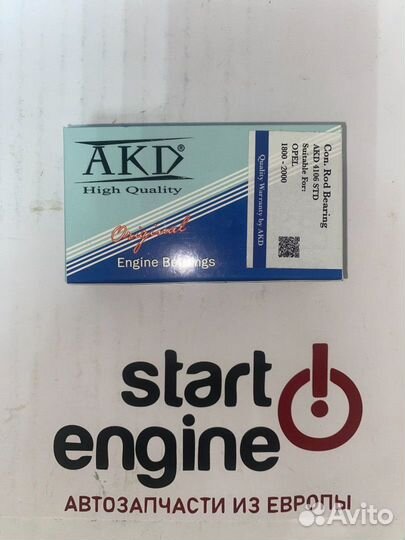 AKD®
High Quality
Original
Engine Bearings
Quality Warranty by AKD
Con. Rod Bearing
AKD 4106 STD
Suitable For:
OPEL
1800 - 2000
start
engine
АВТОЗАПЧАСТИ ИЗ ЕВРОПЫ
Avito